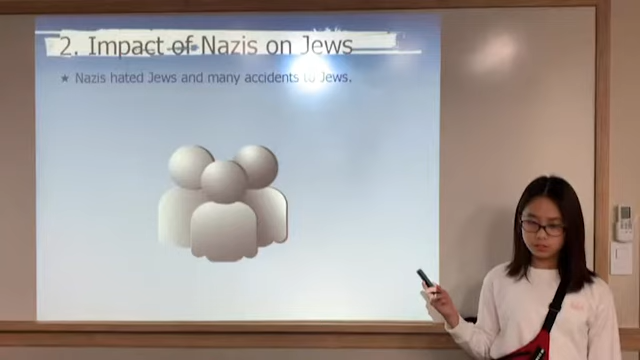 2. Impact of Nazis on Jews
★ Nazis hated Jews and many accidents to Jews.